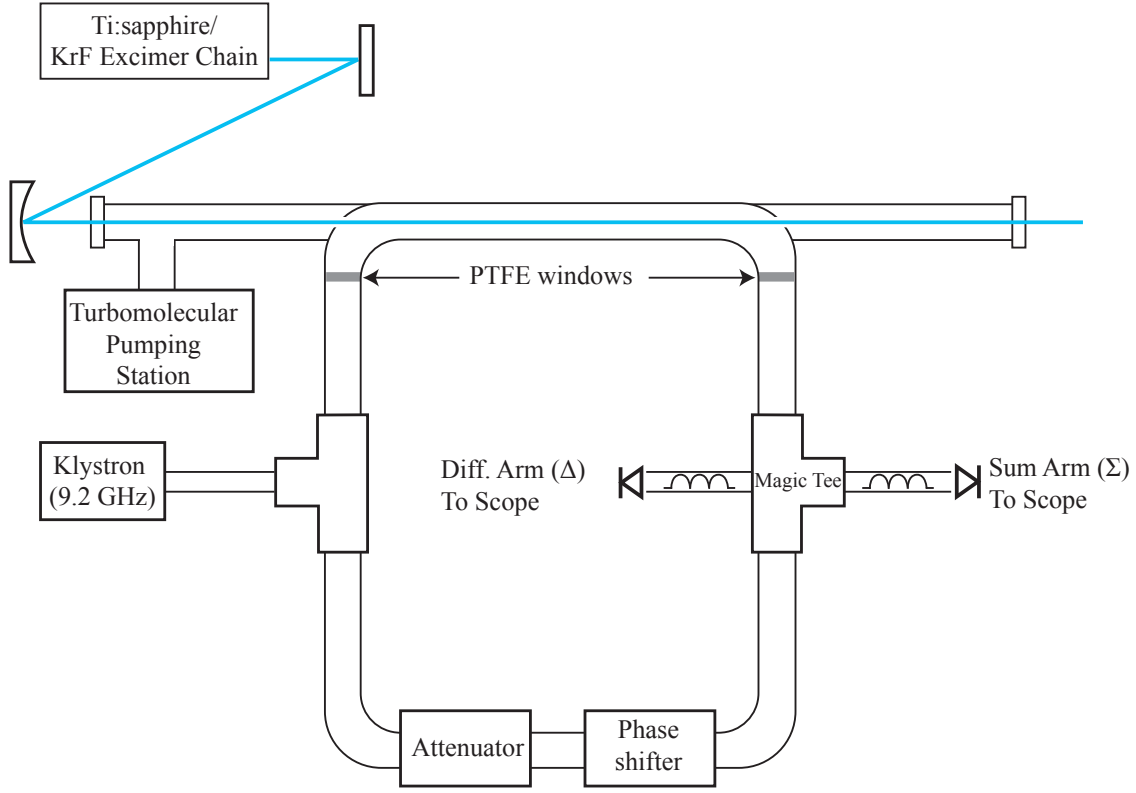 Ti:sapphire/
KrF Excimer Chain
PTFE windows
Turbomolecular
Pumping
Station
Klystron
(9.2 GHz)
Diff. Arm (Δ)
To Scope
Magic Tee
Sum Arm (Σ)
To Scope
Attenuator
Phase
shifter